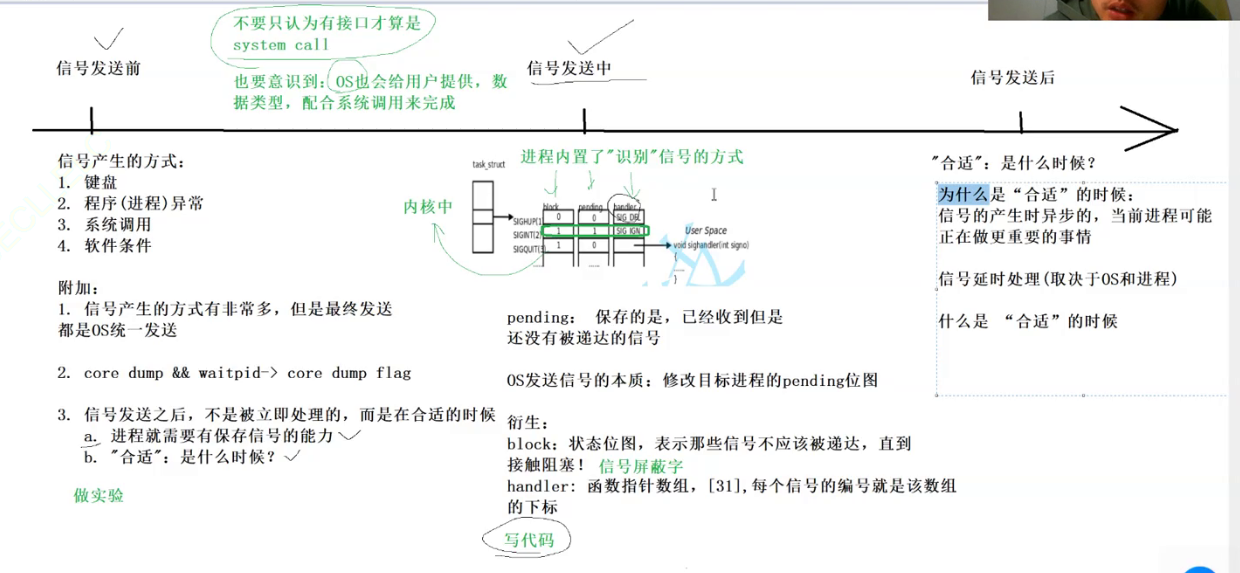 不要只认为有接口才算是
system call
也要意识到：OS也会给用户提供，数
据类型，配合系统调用来完成
信号发送前
信号发送中
信号发送后
信号产生的方式：
1. 键盘
2. 程序(进程)异常
3. 系统调用
4. 软件条件
附加：
1. 信号产生的方式有非常多，但是最终发送
都是OS统一发送
2. core dump && waitpid-> core dump flag
3. 信号发送之后，不是被立即处理的，而是在合适的时候
a. 进程就需要有保存信号的能力
b. "合适"：是什么时候？
做实验
进程内置了"识别"信号的方式
内核中
task_struct
block pending handler
SIGHUP(1) 0 0 SIG_DFL
SIGINT(2) 1 1 SIG_IGN
SIGQUIT(3) 1 0
User Space
void sighandler(int signo)
{
}
pending： 保存的是，已经收到但是
还没有被递达的信号
OS发送信号的本质：修改目标进程的pending位图
衍生：
block：状态位图，表示那些信号不应该被递达，直到
接触阻塞！ 信号屏蔽字
handler: 函数指针数组，[31],每个信号的编号就是该数组
的下标
写代码
"合适"：是什么时候？
为什么是“合适”的时候：
信号的产生时异步的，当前进程可能
正在做更重要的事情
信号延时处理(取决于OS和进程)
什么是 “合适”的时候